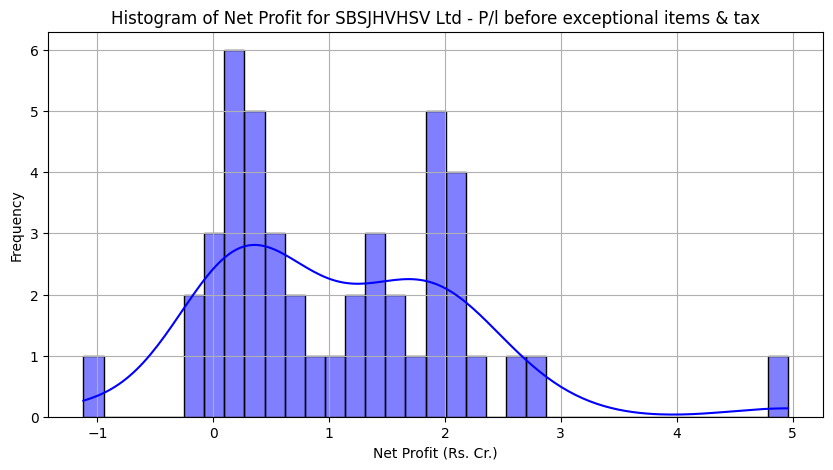 Histogram of Net Profit for SBSJHVHSV Ltd - P/l before exceptional items & tax
6
5
4
3
2
1
0
Frequency
−1 0 1 2 3 4 5
Net Profit (Rs. Cr.)